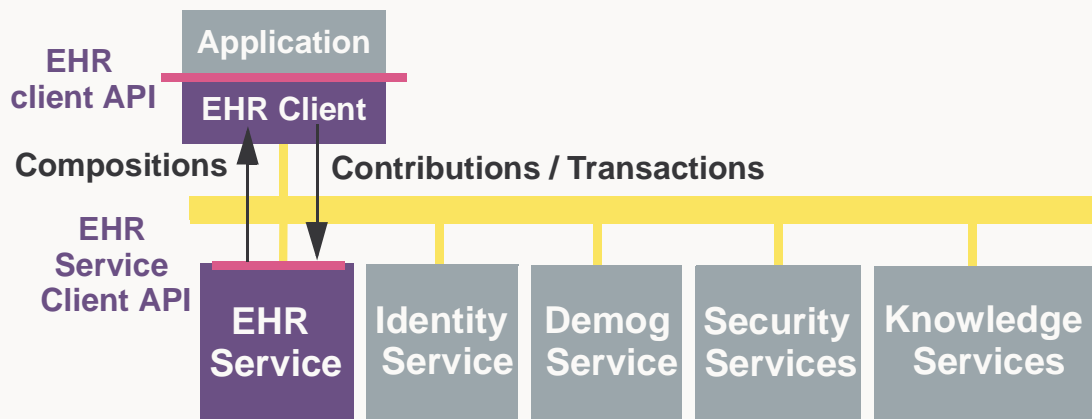 Application
EHR
client API
EHR Client
Compositions
Contributions / Transactions
EHR
Service
Client API
EHR
Service
Identity
Service
Demog
Service
Security
Services
Knowledge
Services